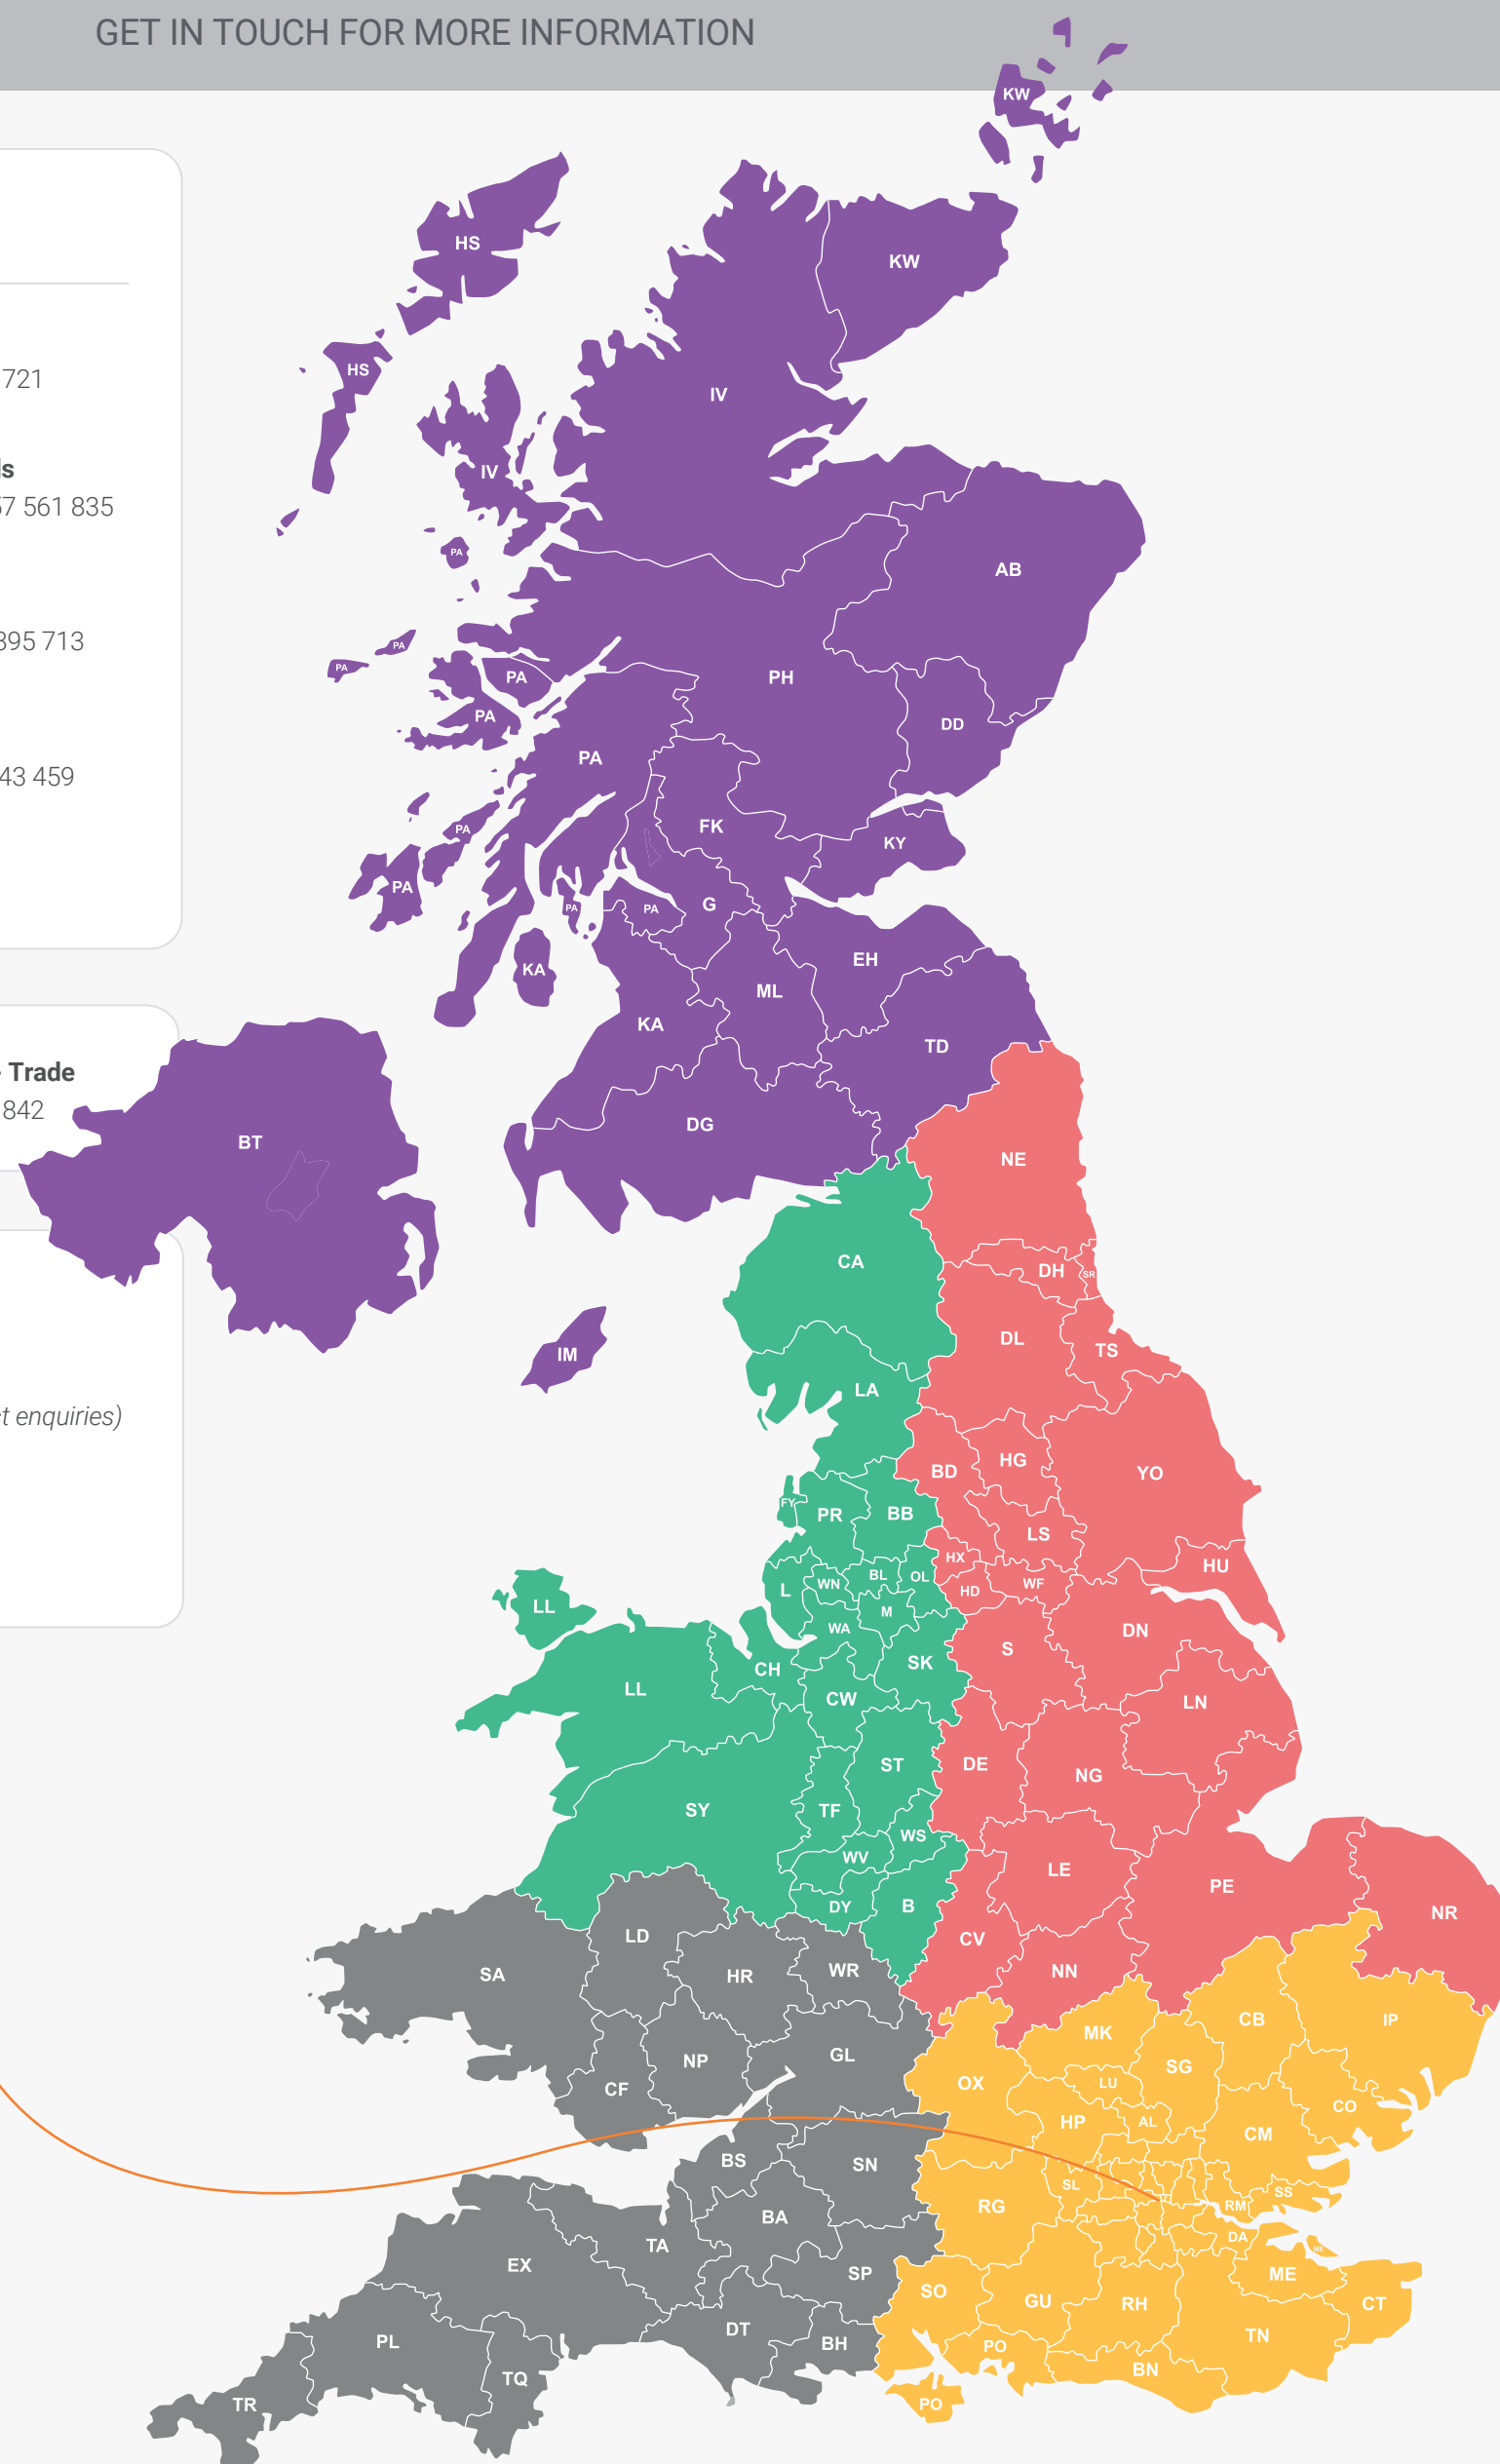 GET IN TOUCH FOR MORE INFORMATION
KW
HS
KW
HS
721
IV
ls
IV
57 561 835
PA
AB
895 713
PA
PA
PA
PH
PA
DD
PA
43 459
PA
FK
KY
PA
PA
G
PA
EH
KA
ML
KA
TD
Trade
842
DG
BT
NE
CA
DH
SR
IM
DL
TS
LA
t enquiries)
HG
BD
YO
FY
PR
BB
LS
HX
HU
BL
OL
WN
WF
L
HD
LL
M
WA
DN
S
SK
CH
LL
CW
LN
ST
DE
NG
SY
TF
WS
WV
LE
PE
DY
B
NR
LD
CV
SA
HR
WR
NN
CB
IP
MK
GL
NP
SG
CF
OX
LU
CO
HP
AL
CM
BS
SN
SL
SS
RM
RG
BA
DA
TA
ME
EX
SP
ME
SO
GU
RH
CT
DT
TN
PL
BH
PO
BN
TQ
PO
TR